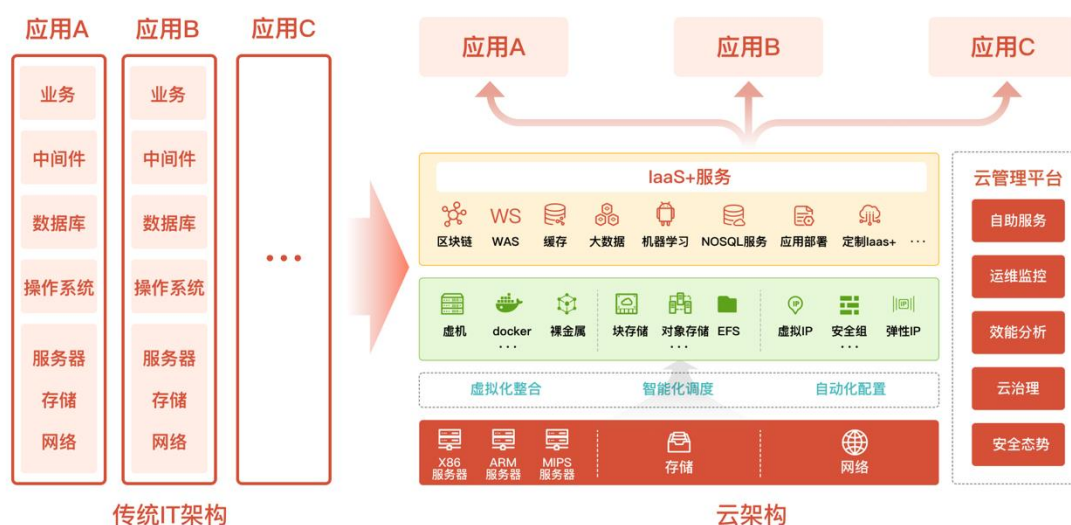 应用A
应用B
应用C
业务
中间件
数据库
操作系统
服务器
存储
网络
业务
中间件
数据库
操作系统
服务器
存储
网络
...
传统IT架构
应用A
应用B
应用C
IaaS+服务
WS
区块链
WAS
缓存
大数据
机器学习
NOSQL服务
应用部署
定制Iaas+
...
IP
IP
虚机
docker
裸金属
块存储
对象存储
EFS
虚拟IP
安全组
弹性IP
...
...
...
虚拟化整合
智能化调度
自动化配置
X86
服务器
ARM
服务器
MIPS
服务器
存储
网络
云管理平台
自助服务
运维监控
效能分析
云治理
安全态势
云架构